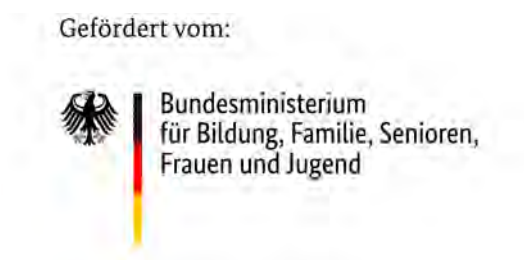 Gefördert vom:
Bundesministerium
für Bildung, Familie, Senioren,
Frauen und Jugend